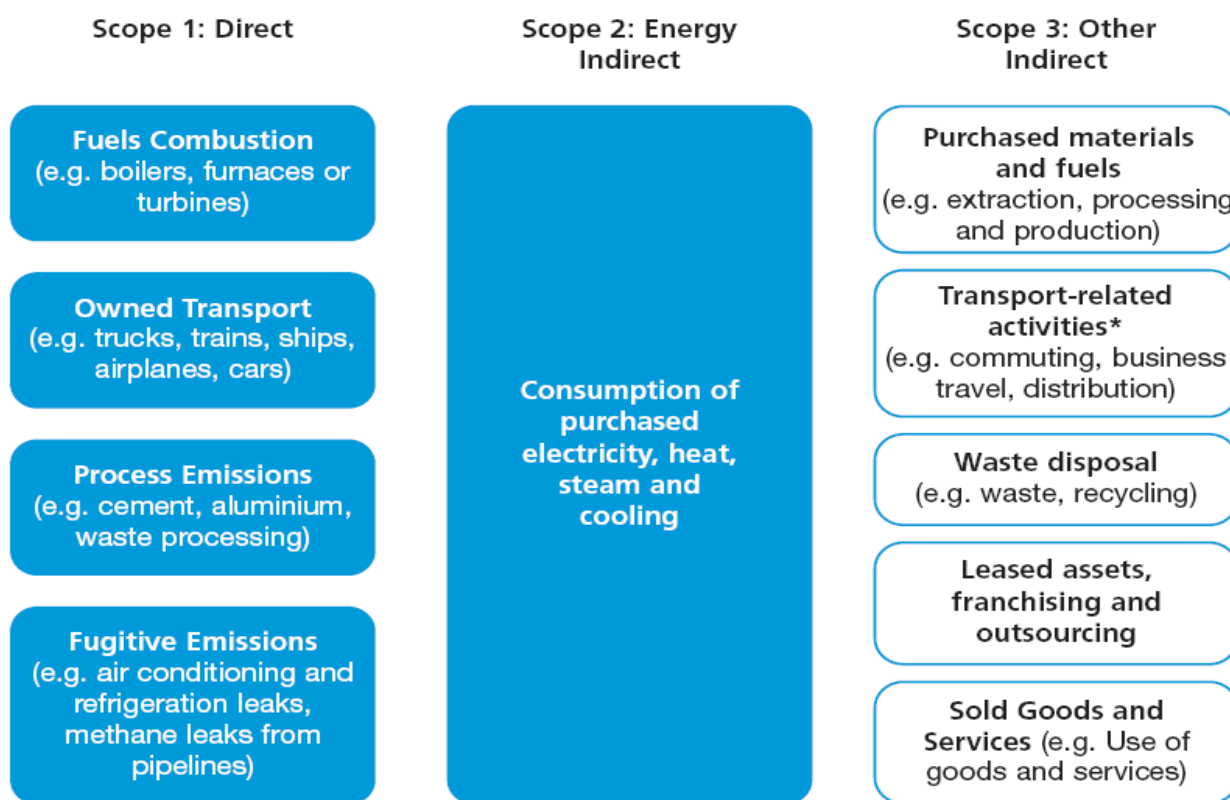 Scope 1: Direct
Fuels Combustion
(e.g. boilers, furnaces or
turbines)
Owned Transport
(e.g. trucks, trains, ships,
airplanes, cars)
Process Emissions
(e.g. cement, aluminium,
waste processing)
Fugitive Emissions
(e.g. air conditioning and
refrigeration leaks,
methane leaks from
pipelines)
Scope 2: Energy
Indirect
Consumption of
purchased
electricity, heat,
steam and
cooling
Scope 3: Other
Indirect
Purchased materials
and fuels
(e.g. extraction, processing
and production)
Transport-related
activities*
(e.g. commuting, business
travel, distribution)
Waste disposal
(e.g. waste, recycling)
Leased assets,
franchising and
outsourcing
Sold Goods and
Services (e.g. Use of
goods and services)